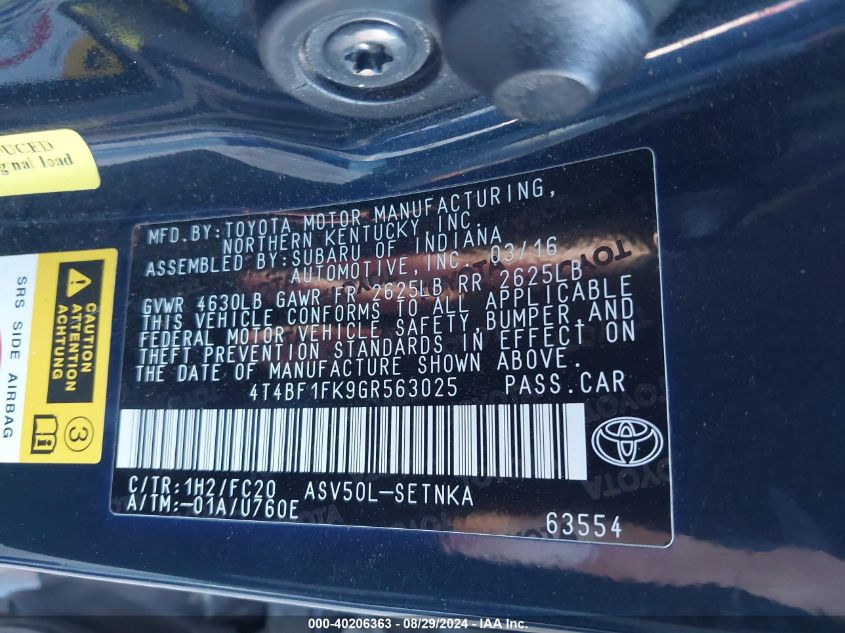 UCED
gnal load
SRS SIDE AIRBAG
CAUTION
ATTENTION
ACHTUNG
3
MFD.BY:TOYOTA MOTOR MANUFACTURING,
NORTHERN KENTUCKY INC.
ASSEMBLED BY:SUBARU OF INDIANA
AUTOMOTIVE,INC. 03/16
GVWR 4630LB GAWR FR 2625LB RR 2625LB
THIS VEHICLE CONFORMS TO ALL APPLICABLE
FEDERAL MOTOR VEHICLE SAFETY,BUMPER,AND
THEFT PREVENTION STANDARDS IN EFFECT ON
THE DATE OF MANUFACTURE SHOWN ABOVE.
4T4BF1FK9GR563025 PASS.CAR
C/TR:1H2/FC20 ASV50L-SETNKA
A/TM:-01A/U760E
63554
000-40206363 - 08/29/2024 - IAA Inc.